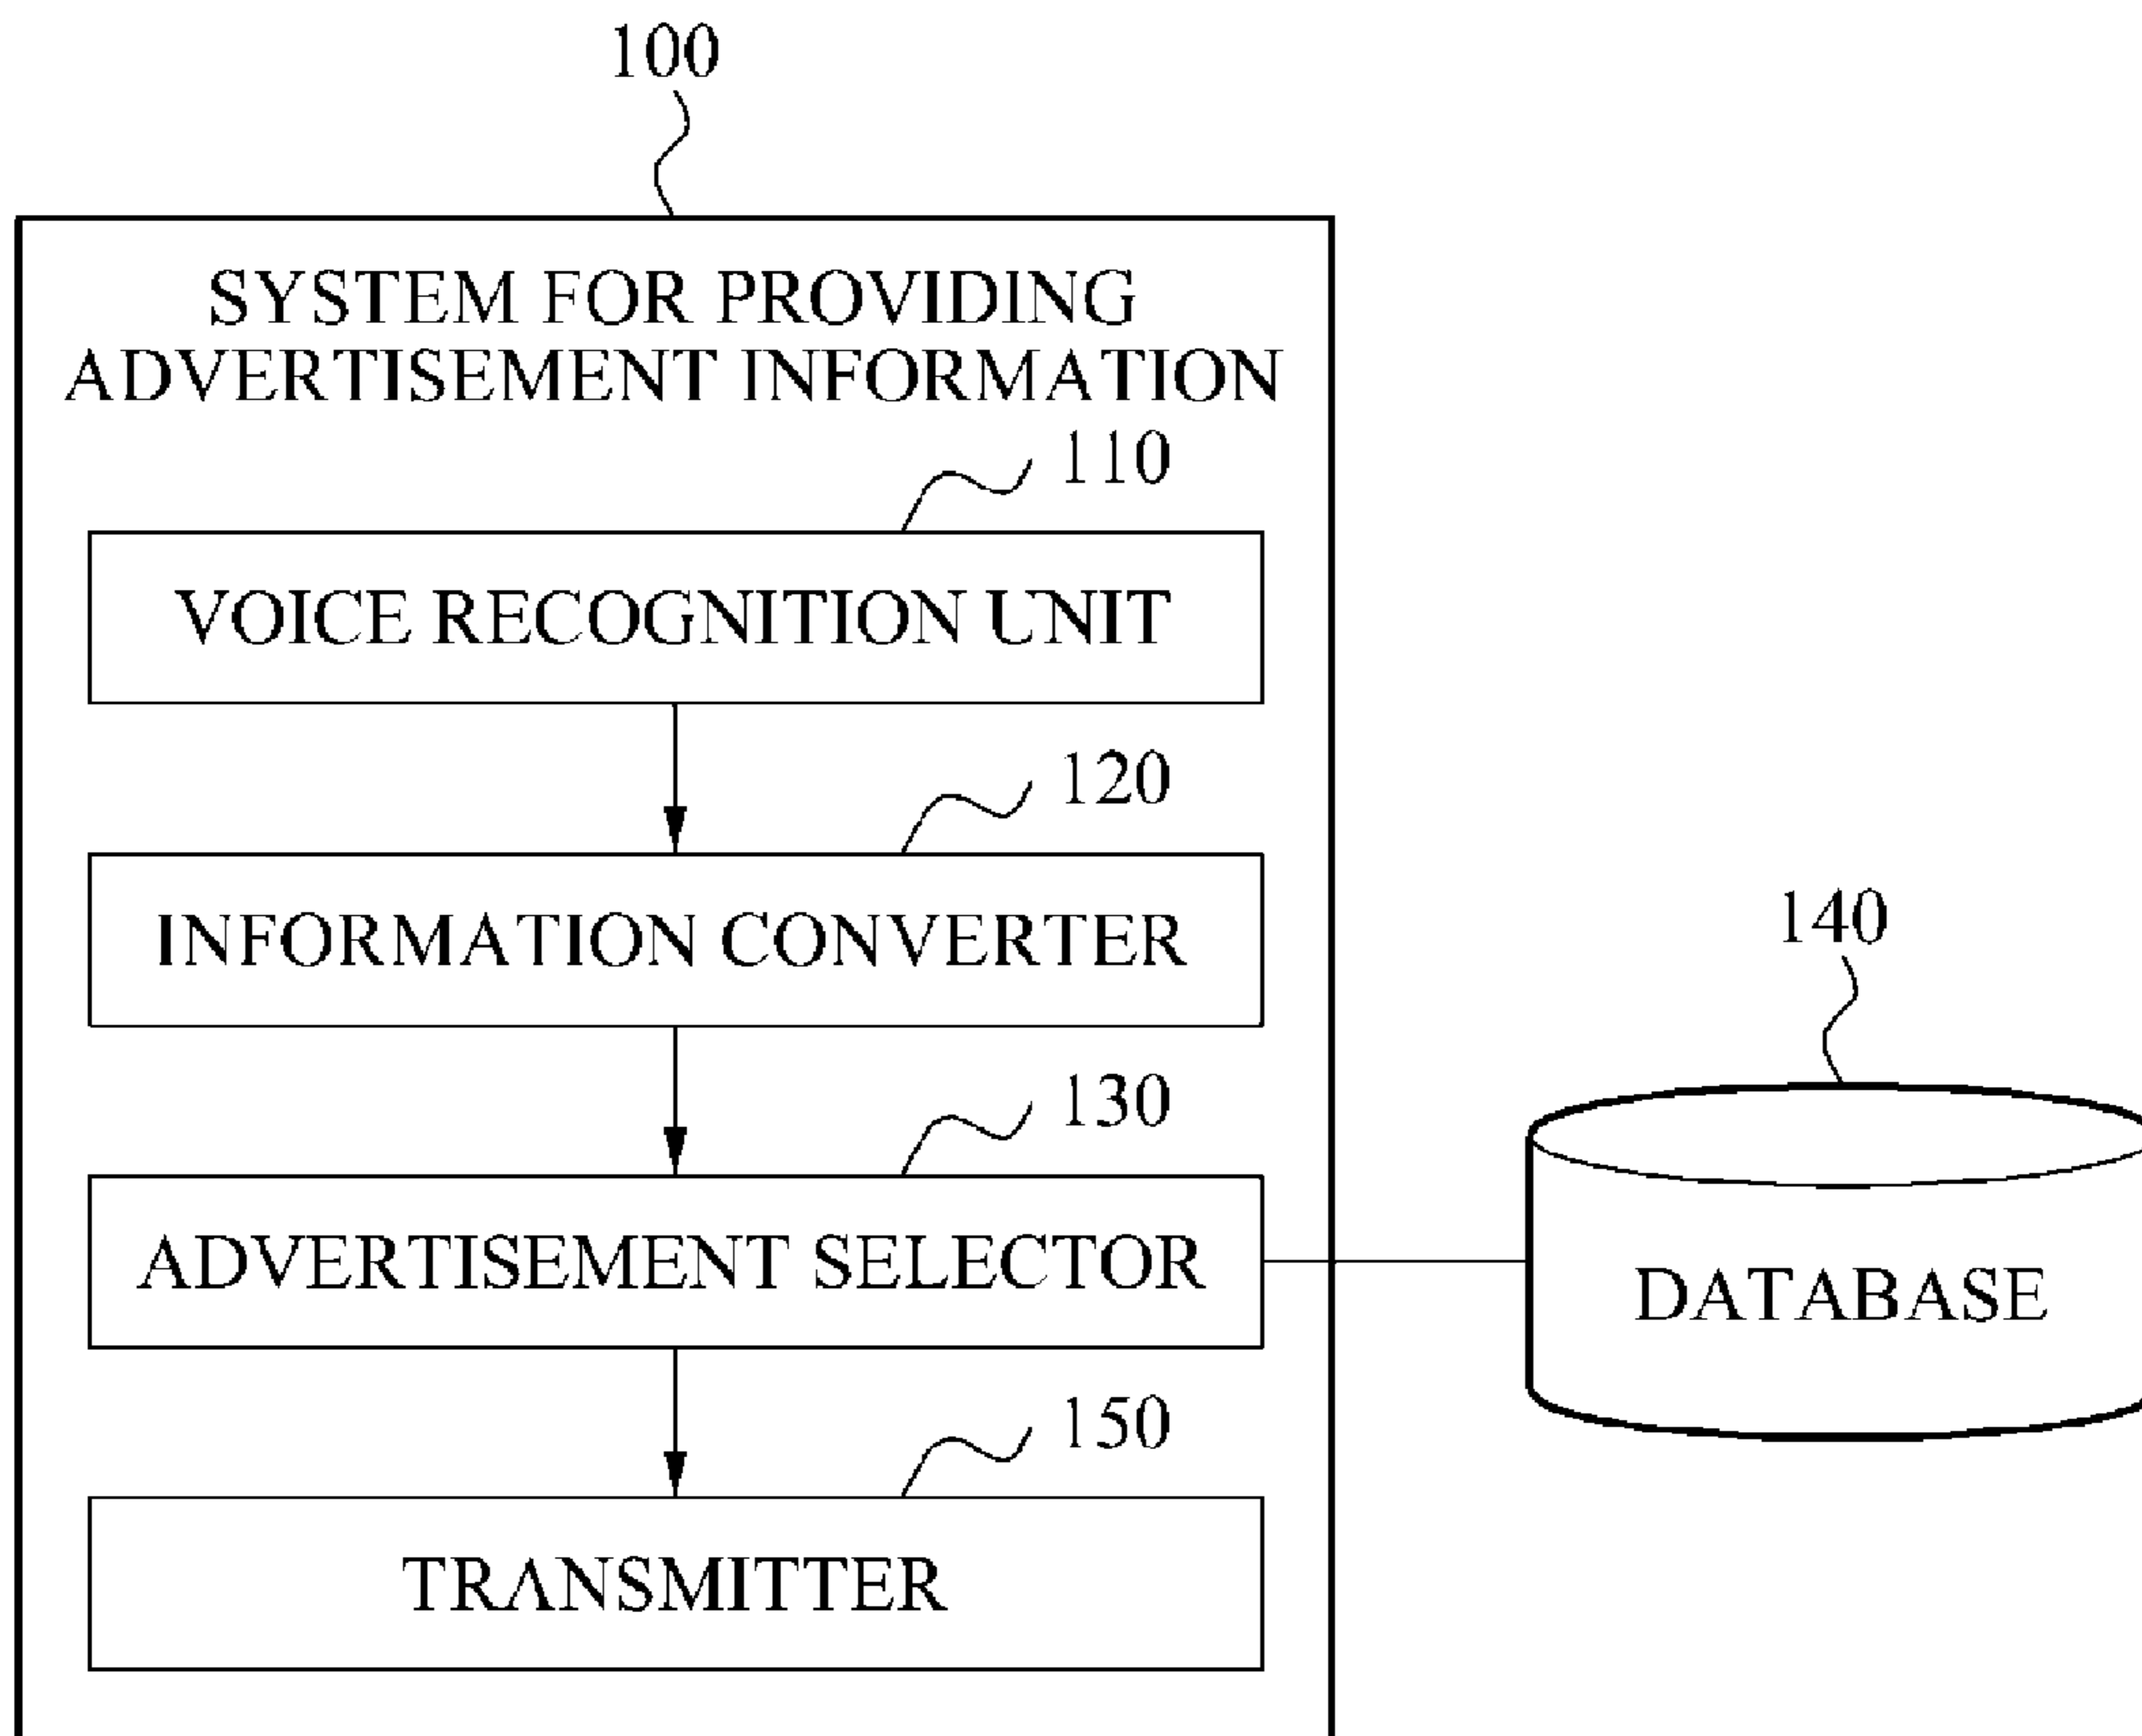 100
SYSTEM FOR PROVIDING
ADVERTISEMENT INFORMATION
110
VOICE RECOGNITION UNIT
120
INFORMATION CONVERTER
140
130
ADVERTISEMENT SELECTOR
DATABASE
150
TRANSMITTER